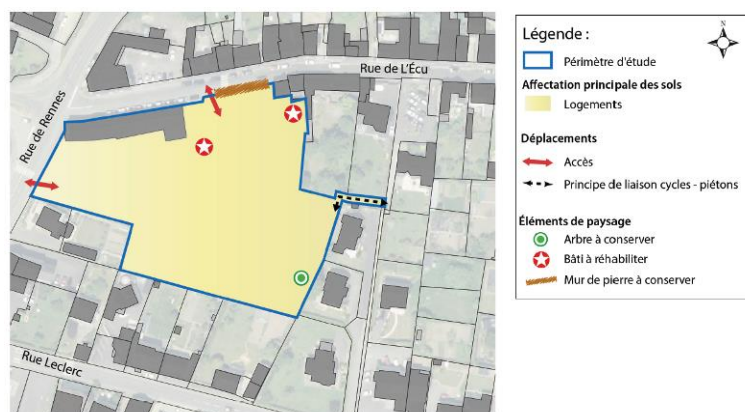 Rue de L'Écu
Rue de Rennes
Rue Leclerc
Légende :
N
Périmètre d'étude
Affectation principale des sols
Logements
Déplacements
Accès
Principe de liaison cycles - piétons
Éléments de paysage
Arbre à conserver
Bâti à réhabiliter
Mur de pierre à conserver